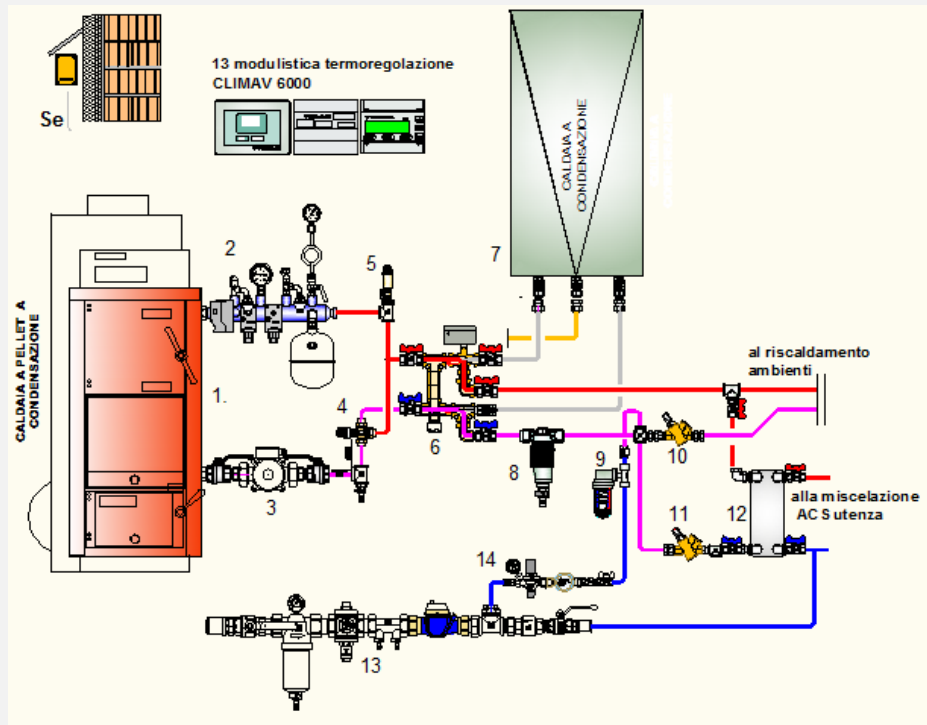 13 modulistica termoregolazione
CLIMAV 6000
Se
CALDAIA A
CONDENSAZIONE
CALDAIA A PELLET A
CONDENSAZIONE
2
5
7
1.
4
6
3
8
9
10
al riscaldamento
ambienti
11
12
alla miscelazione
ACS utenza
14
13